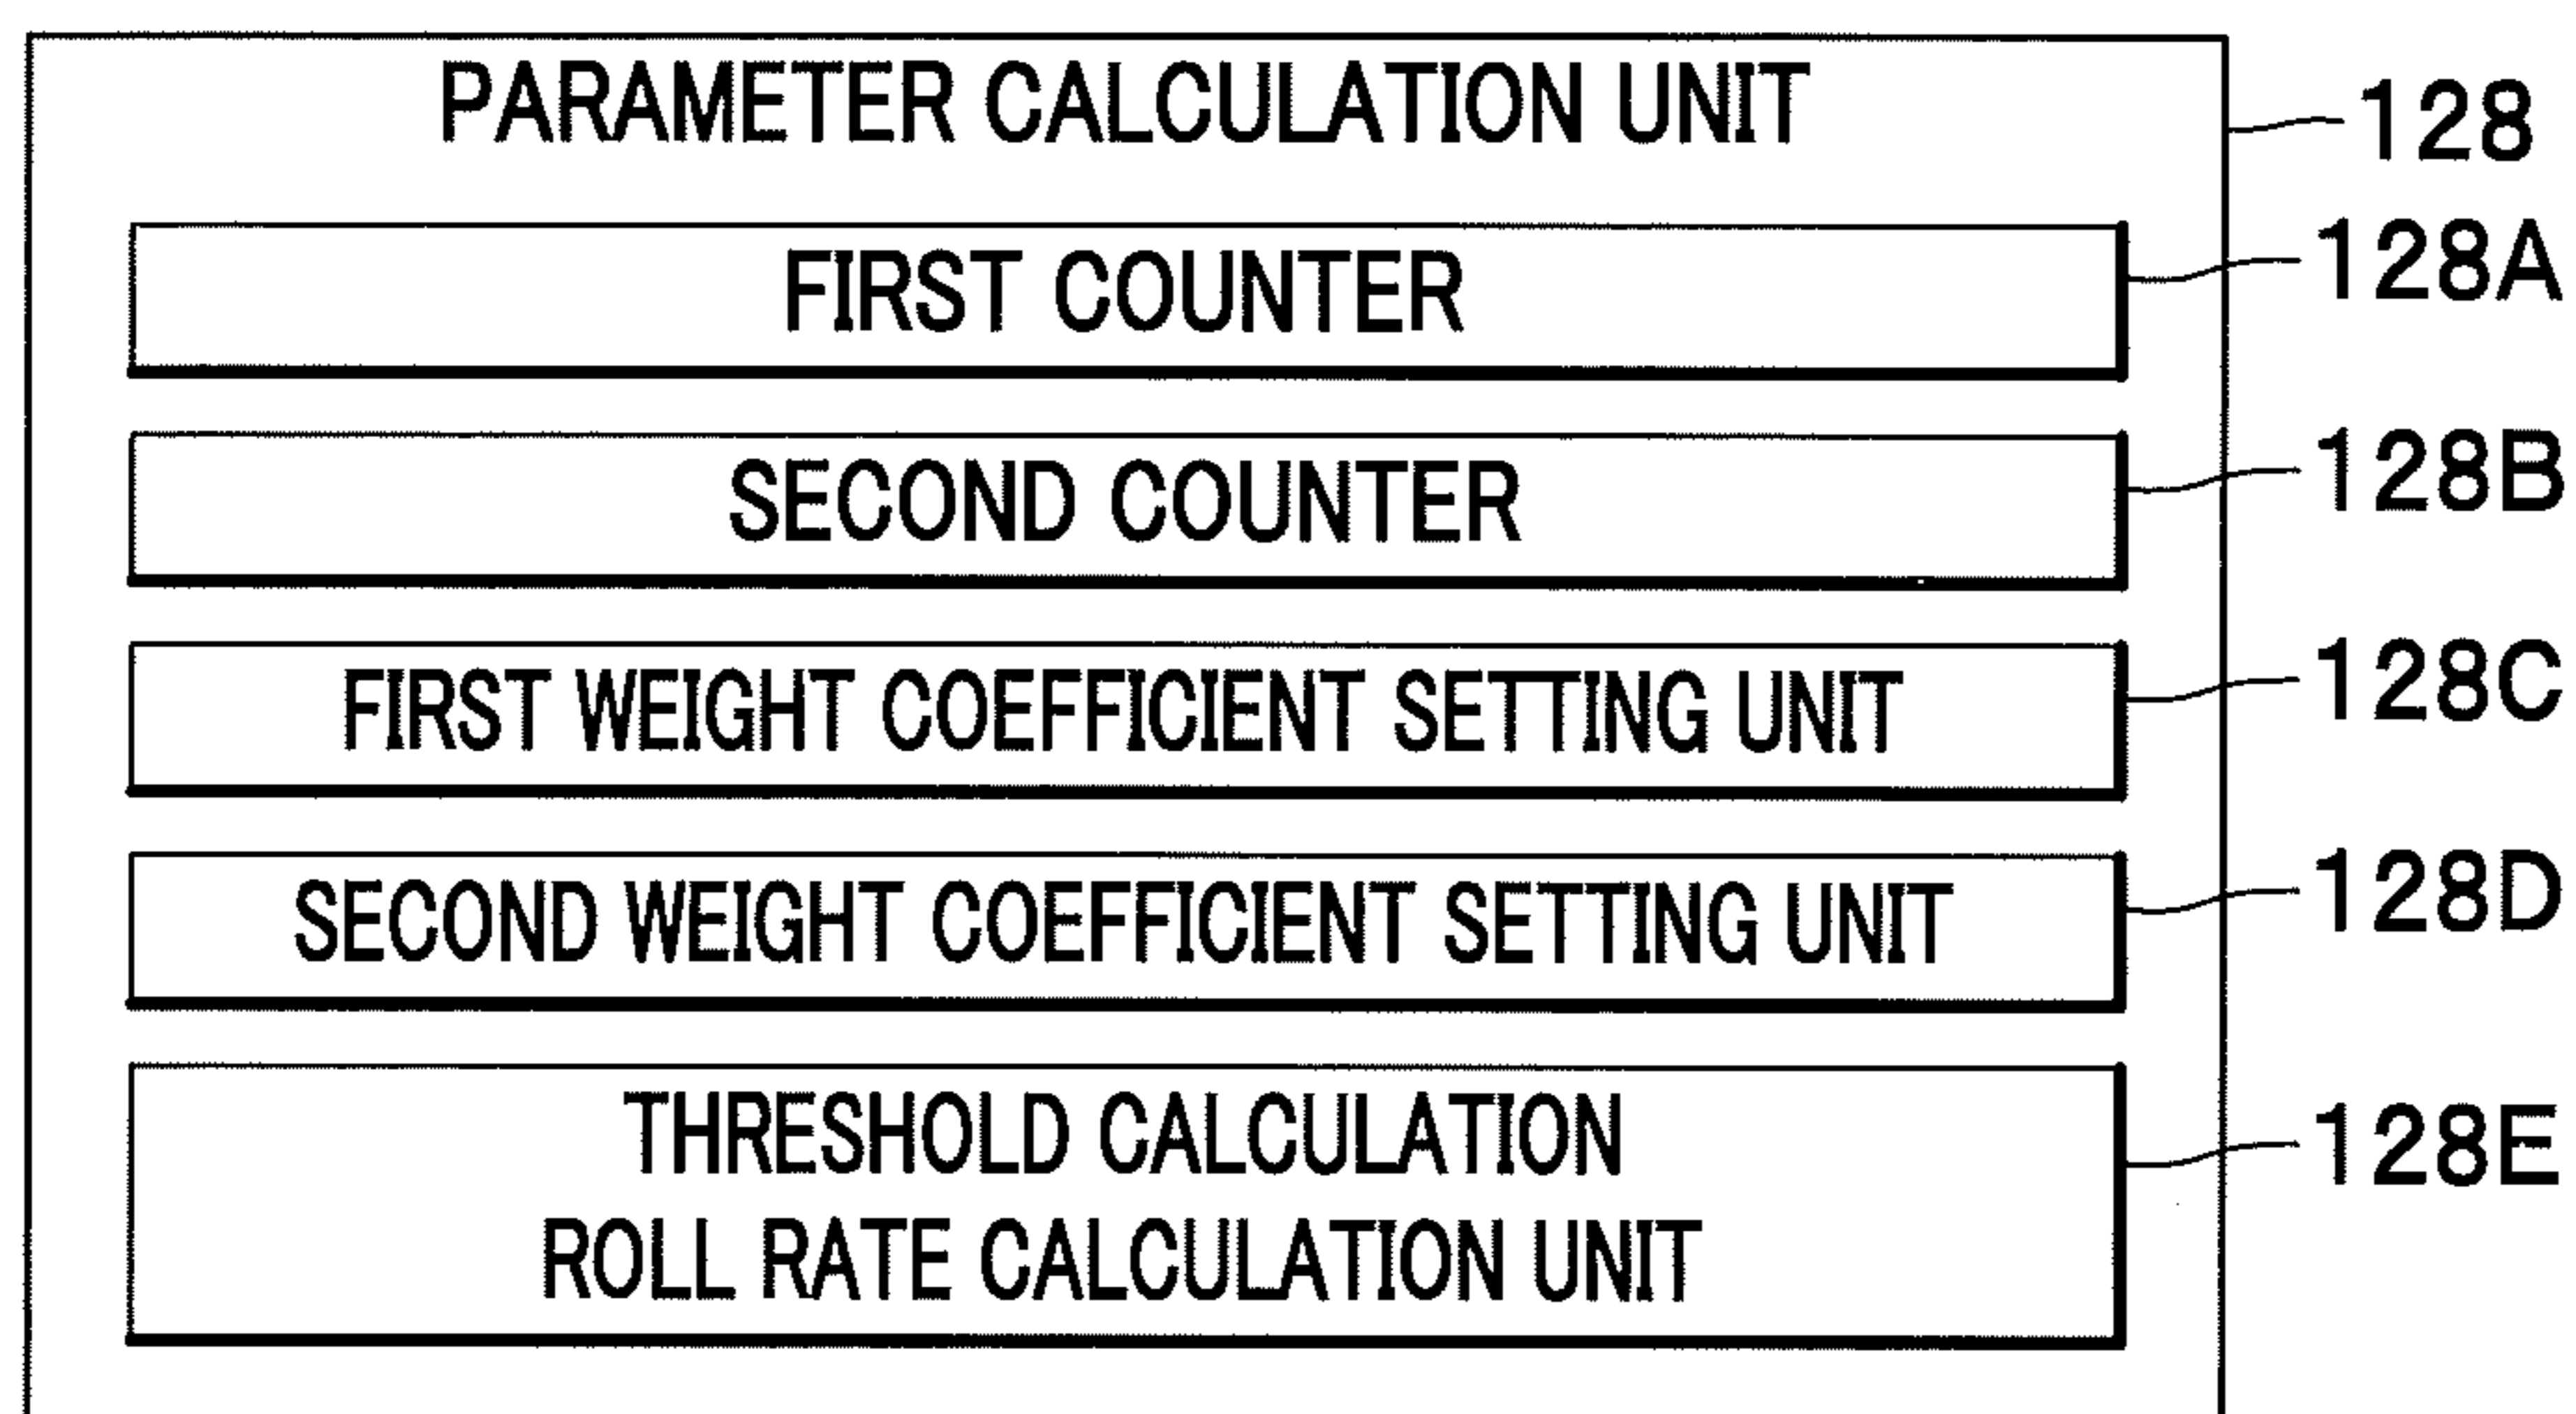 PARAMETER CALCULATION UNIT
128
FIRST COUNTER
128A
SECOND COUNTER
128B
FIRST WEIGHT COEFFICIENT SETTING UNIT
128C
SECOND WEIGHT COEFFICIENT SETTING UNIT
128D
THRESHOLD CALCULATION
ROLL RATE CALCULATION UNIT
128E